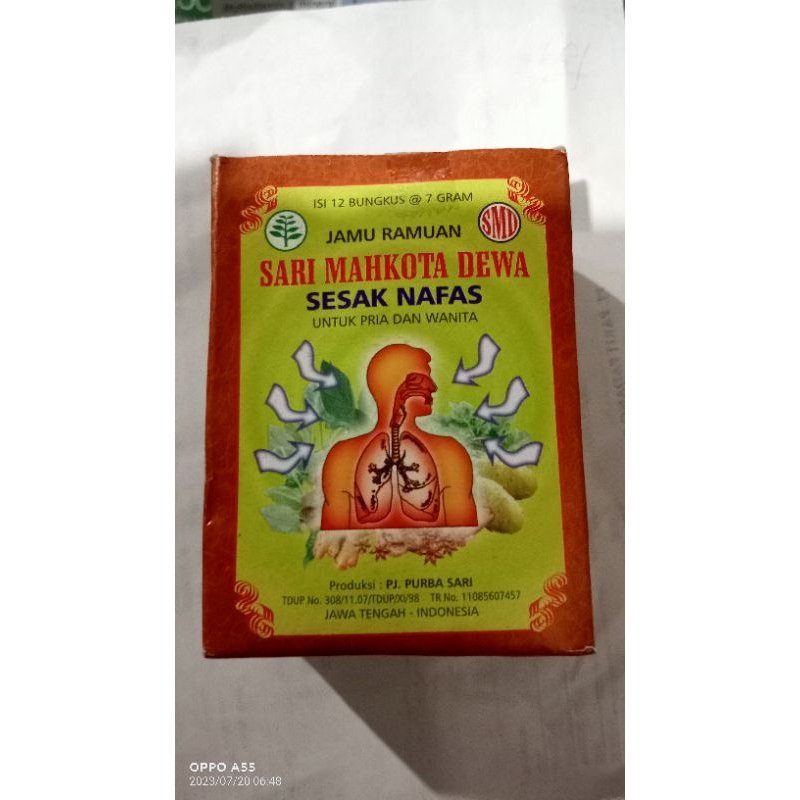 ISI 12 BUNGKUS @ 7 GRAM
JAMU RAMUAN
SMD
SARI MAHKOTA DEWA
SESAK NAFAS
UNTUK PRIA DAN WANITA
Produksi : PJ. PURBA SARI
TDUP No. 308/11.07/TDUP/XI/98 TR No. 11085607457
JAWA TENGAH - INDONESIA
OPPO A55
2023/07/20 06:48